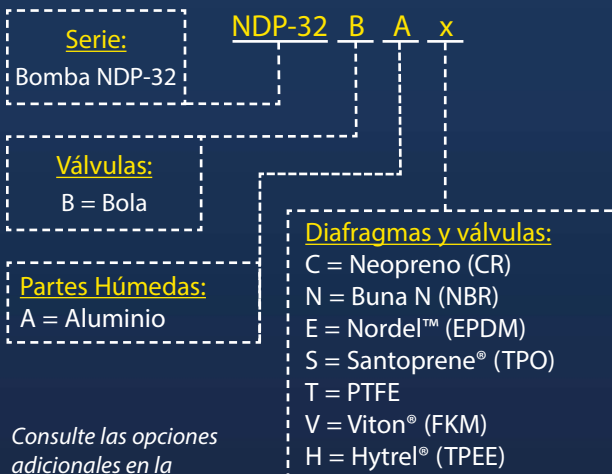 NDP-32 B A x
Serie:
Bomba NDP-32
Válvulas:
B = Bola
Partes Húmedas:
A = Aluminio
Diafragmas y válvulas:
C = Neopreno (CR)
N = Buna N (NBR)
E = Nordel™ (EPDM)
S = Santoprene® (TPO)
T = PTFE
V = Viton® (FKM)
H = Hytrel® (TPEE)
Consulte las opciones
adicionales en la